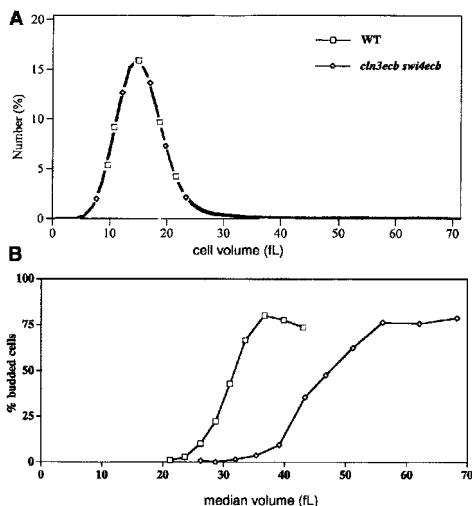 A
WT
cln3ecb swi4ecb
Number (%)
20
15
10
5
0
0 10 20 30 40 50 60 70
cell volume (fL)
B
% budded cells
100
75
50
25
0
0 10 20 30 40 50 60 70
median volume (fL)